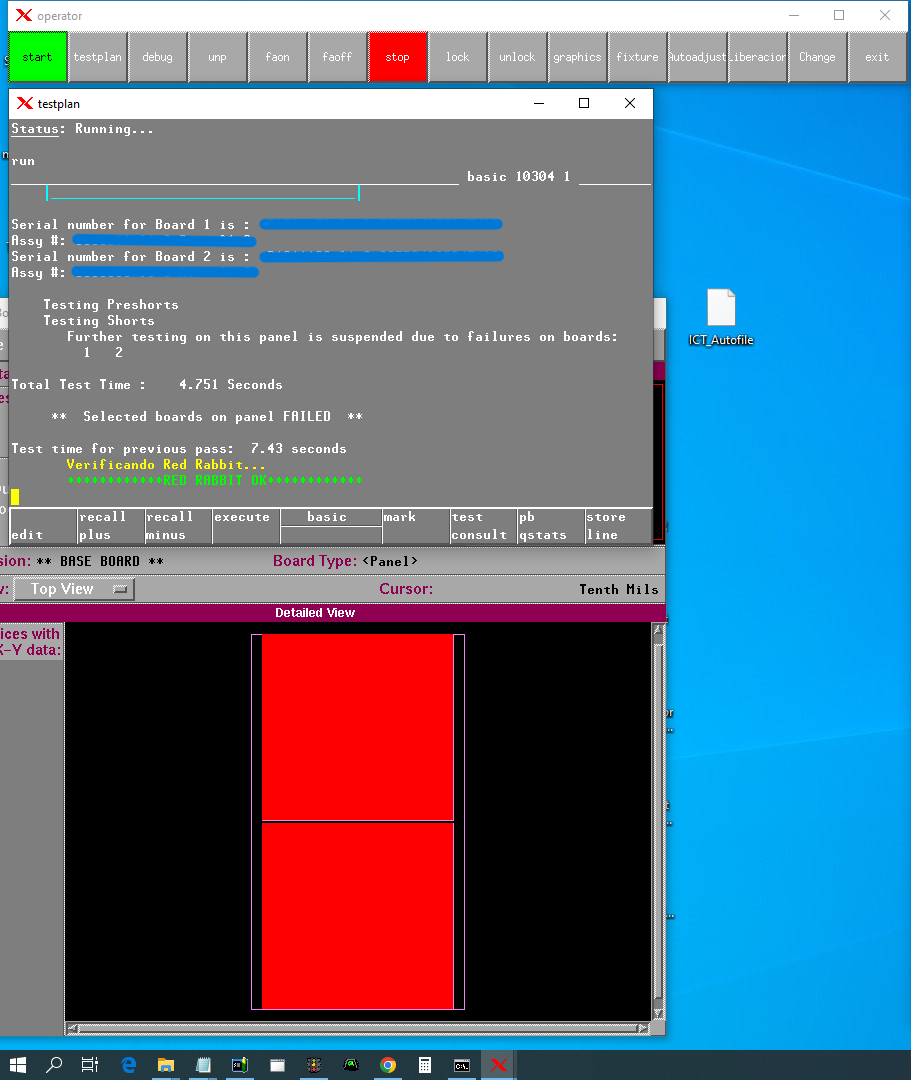 operator
start testplan debug unp faon faoff stop lock unlock graphics fixture Autoadjust Liberacion Change exit
testplan
Status: Running...
run
basic 10304 1
Serial number for Board 1 is :
Assy #:
Serial number for Board 2 is :
Assy #:
Testing Preshorts
Testing Shorts
Further testing on this panel is suspended due to failures on boards:
1 2
Total Test Time : 4.751 Seconds
** Selected boards on panel FAILED **
Test time for previous pass: 7.43 seconds
Verificando Red Rabbit...
************RED RABBIT OK************
edit recall plus recall minus execute basic mark test consult pb qstats store line
ICT_Autofile
sion: ** BASE BOARD ** Board Type: <Panel>
v: Top View Cursor: Tenth Mils
Detailed View
ices with
X-Y data: